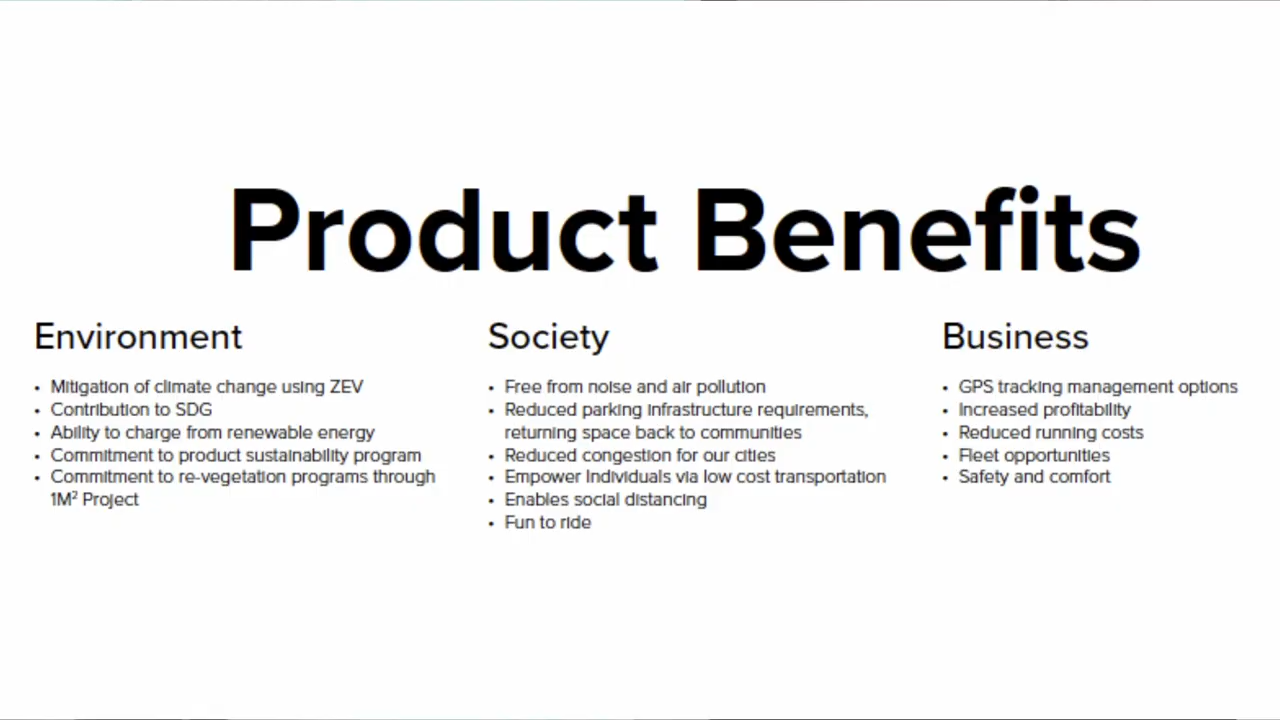 Product Benefits
Environment
• Mitigation of climate change using ZEV
• Contribution to SDG
• Ability to charge from renewable energy
• Commitment to product sustainability program
• Commitment to re-vegetation programs through
1M² Project
Society
• Free from noise and air pollution
• Reduced parking infrastructure requirements,
returning space back to communities
• Reduced congestion for our cities
• Empower Individuals via low cost transportation
• Enables social distancing
• Fun to ride
Business
• GPS tracking management options
• Increased profitability
• Reduced running costs
• Fleet opportunities
• Safety and comfort